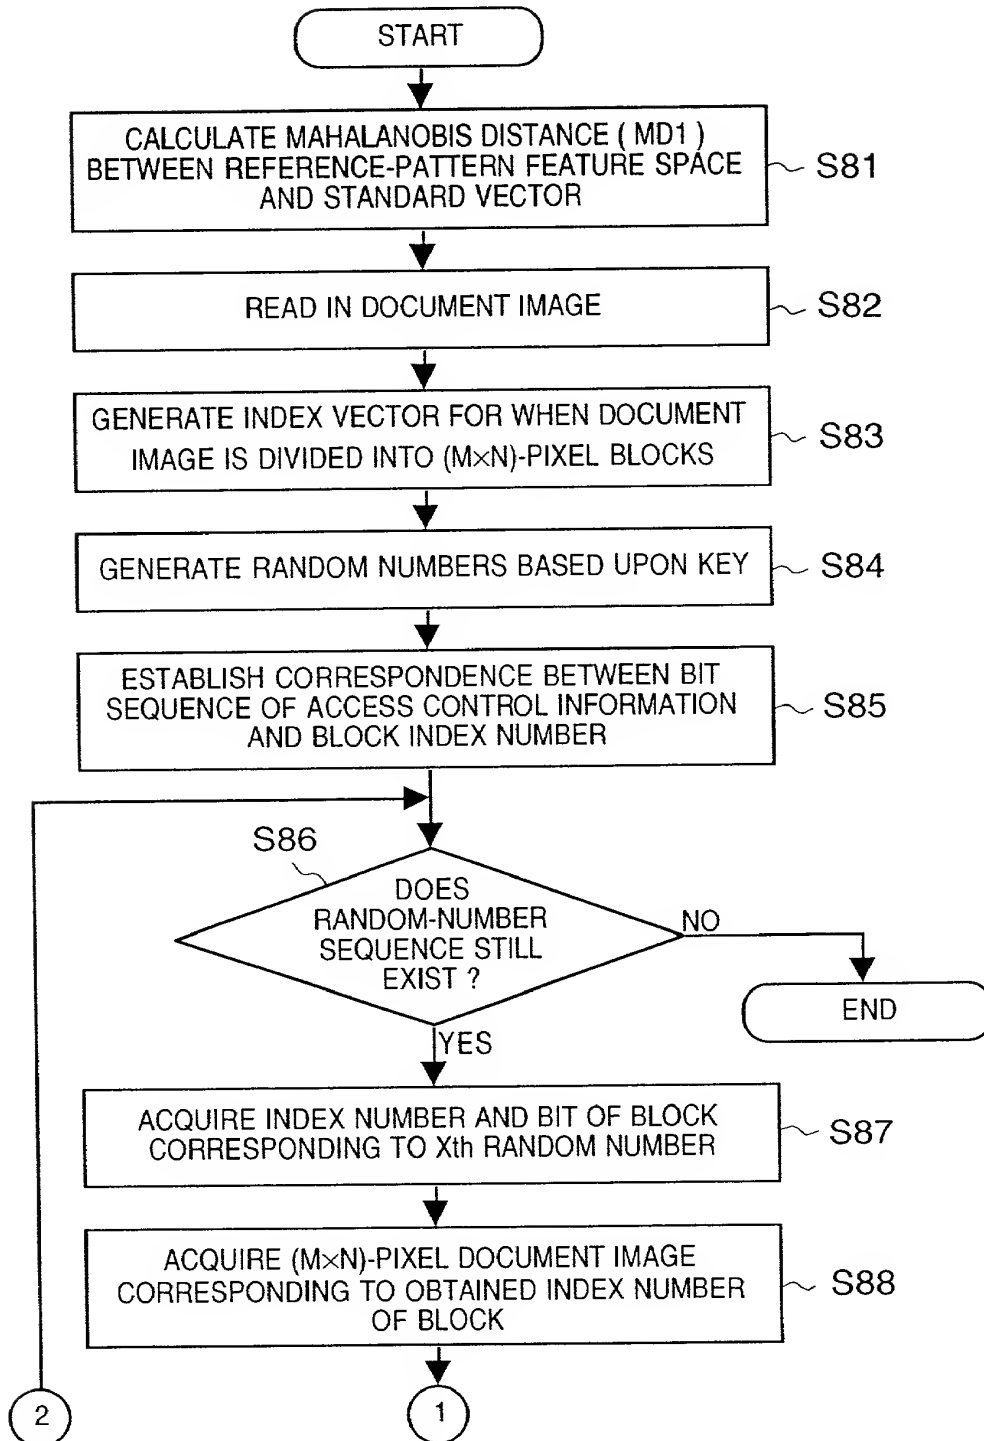 START
CALCULATE MAHALANOBIS DISTANCE ( MD1 )
BETWEEN REFERENCE-PATTERN FEATURE SPACE
AND STANDARD VECTOR
S81
READ IN DOCUMENT IMAGE
S82
GENERATE INDEX VECTOR FOR WHEN DOCUMENT
IMAGE IS DIVIDED INTO (M×N)-PIXEL BLOCKS
S83
GENERATE RANDOM NUMBERS BASED UPON KEY
S84
ESTABLISH CORRESPONDENCE BETWEEN BIT
SEQUENCE OF ACCESS CONTROL INFORMATION
AND BLOCK INDEX NUMBER
S85
S86
DOES
RANDOM-NUMBER
SEQUENCE STILL
EXIST ?
NO
END
YES
ACQUIRE INDEX NUMBER AND BIT OF BLOCK
CORRESPONDING TO Xth RANDOM NUMBER
S87
ACQUIRE (M×N)-PIXEL DOCUMENT IMAGE
CORRESPONDING TO OBTAINED INDEX NUMBER
OF BLOCK
S88
2
1